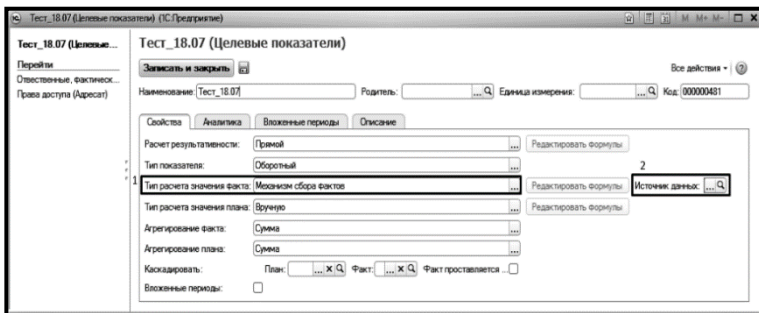 Тест_18.07 (Целевые показатели) (1С:Предприятие) M M+ M-
Тест_18.07 (Целевые...
Перейти
Ответственные, фактическ...
Права доступа (Адресат)
Тест_18.07 (Целевые показатели)
Записать и закрыть Все действия
Наименование: Тест_18.07 Родитель: ... Единица измерения: ... Код: 000000481
Свойства Аналитика Вложенные периоды Описание
Расчет результативности: Прямой ... Редактировать формулы
Тип показателя: Оборотный ... 2
1 Тип расчета значения факта: Механизм сбора фактов ... Редактировать формулы Источник данных: ...
Тип расчета значения плана: Вручную ... Редактировать формулы
Агрегирование факта: Сумма ...
Агрегирование плана: Сумма ...
Каскадировать: План: ... x Факт: ... x Факт проставляется ...
Вложенные периоды: